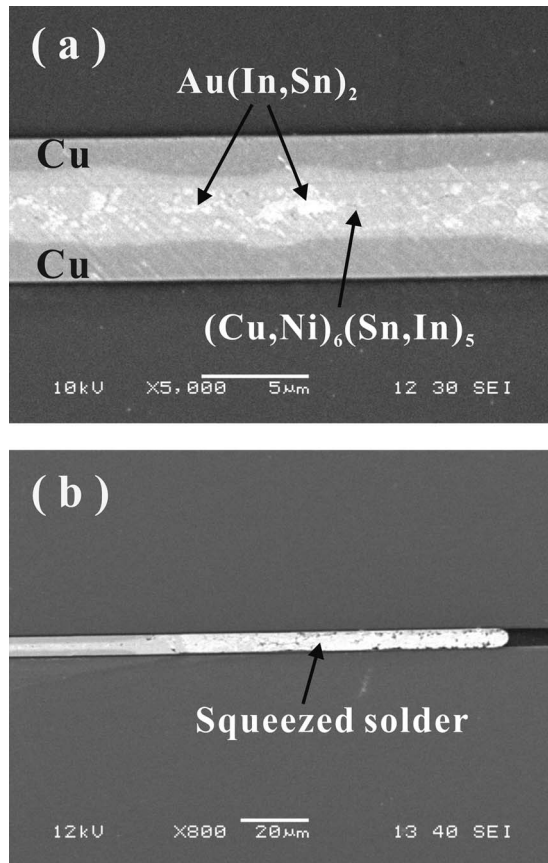 ( a )
Au(In,Sn)₂
Cu
Cu
(Cu,Ni)₆(Sn,In)₅
10kV X5,000 5µm 12 30 SEI
( b )
Squeezed solder
12kV X800 20µm 13 40 SEI